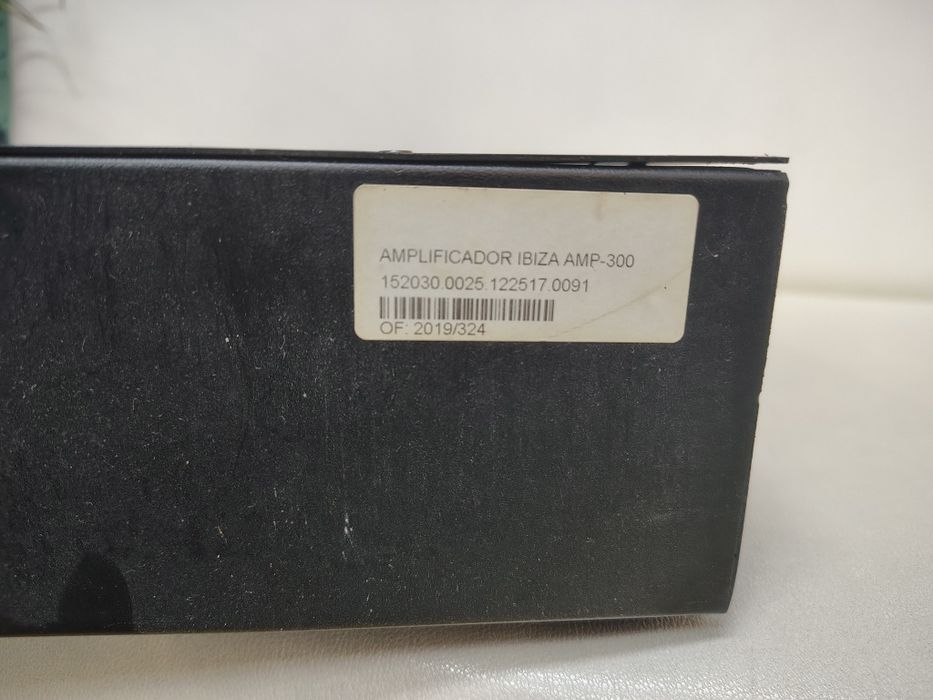 AMPLIFICADOR IBIZA AMP-300
152030.0025.122517.0091
OF: 2019/324